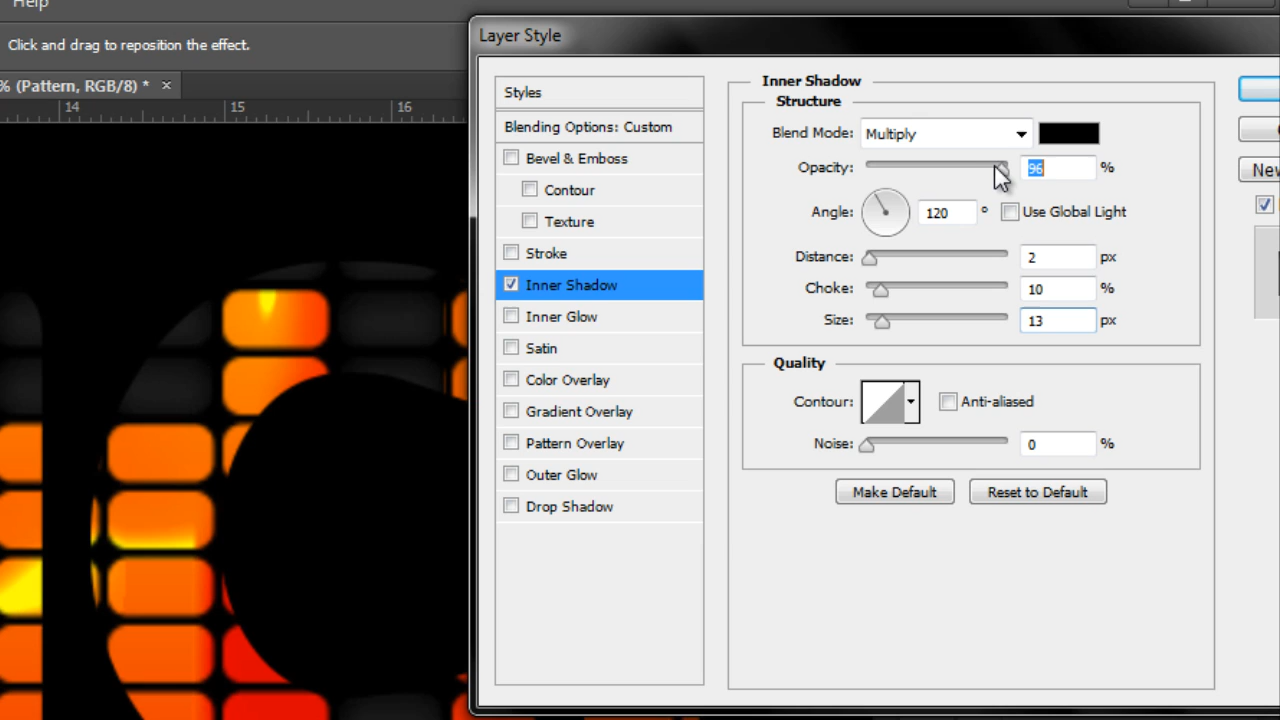 Help
Click and drag to reposition the effect.
% (Pattern, RGB/8) * ×
14 15 16
Layer Style
Styles
Blending Options: Custom
Bevel & Emboss
Contour
Texture
Stroke
Inner Shadow
Inner Glow
Satin
Color Overlay
Gradient Overlay
Pattern Overlay
Outer Glow
Drop Shadow
Inner Shadow
Structure
Blend Mode: Multiply
Opacity: 96 %
Angle: 120 ° Use Global Light
Distance: 2 px
Choke: 10 %
Size: 13 px
Quality
Contour: Anti-aliased
Noise: 0 %
Make Default Reset to Default
New